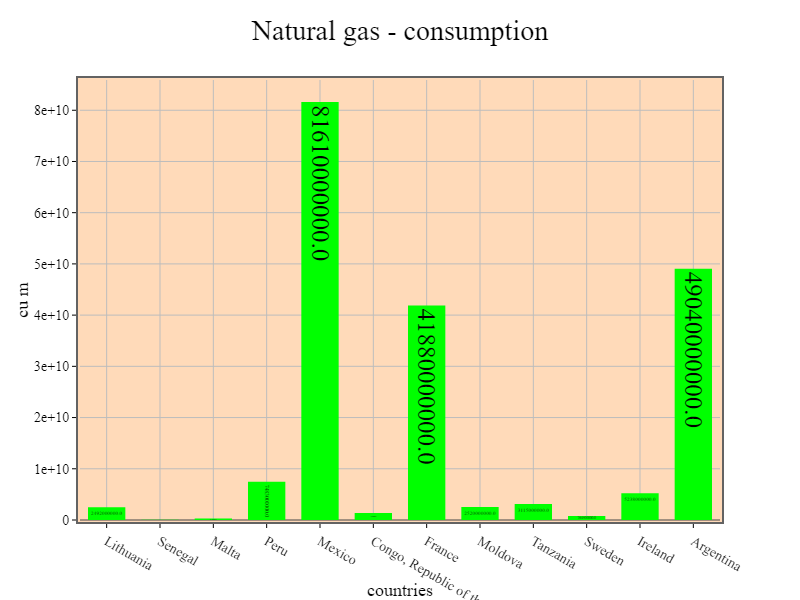 Natural gas - consumption
cu m
8e+10
7e+10
6e+10
5e+10
4e+10
3e+10
2e+10
1e+10
0
81610000000.0
41880000000.0
49040000000.0
Lithuania
Senegal
Malta
Peru
Mexico
Congo, Republic of th
France
Moldova
Tanzania
Sweden
Ireland
Argentina
countries